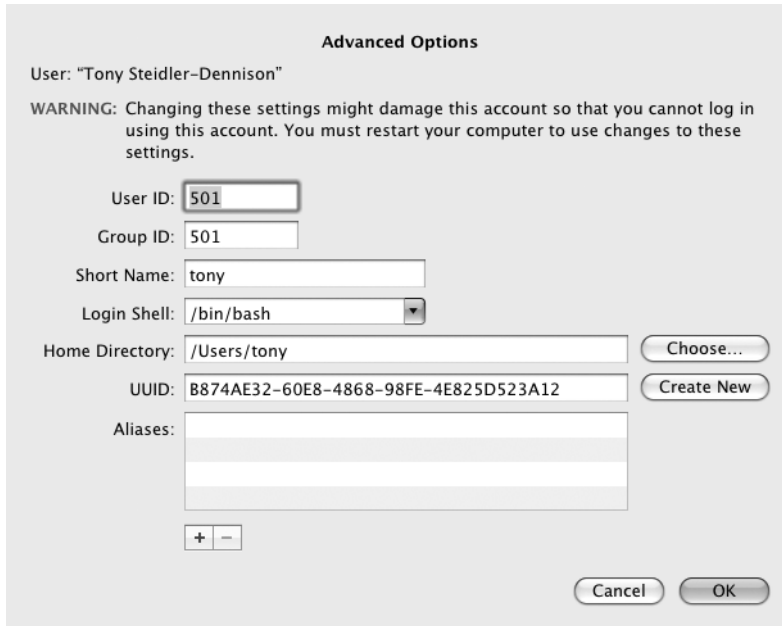 Advanced Options
User: “Tony Steidler-Dennison”
WARNING: Changing these settings might damage this account so that you cannot log in
using this account. You must restart your computer to use changes to these
settings.
User ID: 501
Group ID: 501
Short Name: tony
Login Shell: /bin/bash
Home Directory: /Users/tony Choose...
UUID: B874AE32-60E8-4868-98FE-4E825D523A12 Create New
Aliases:
+ −
Cancel OK